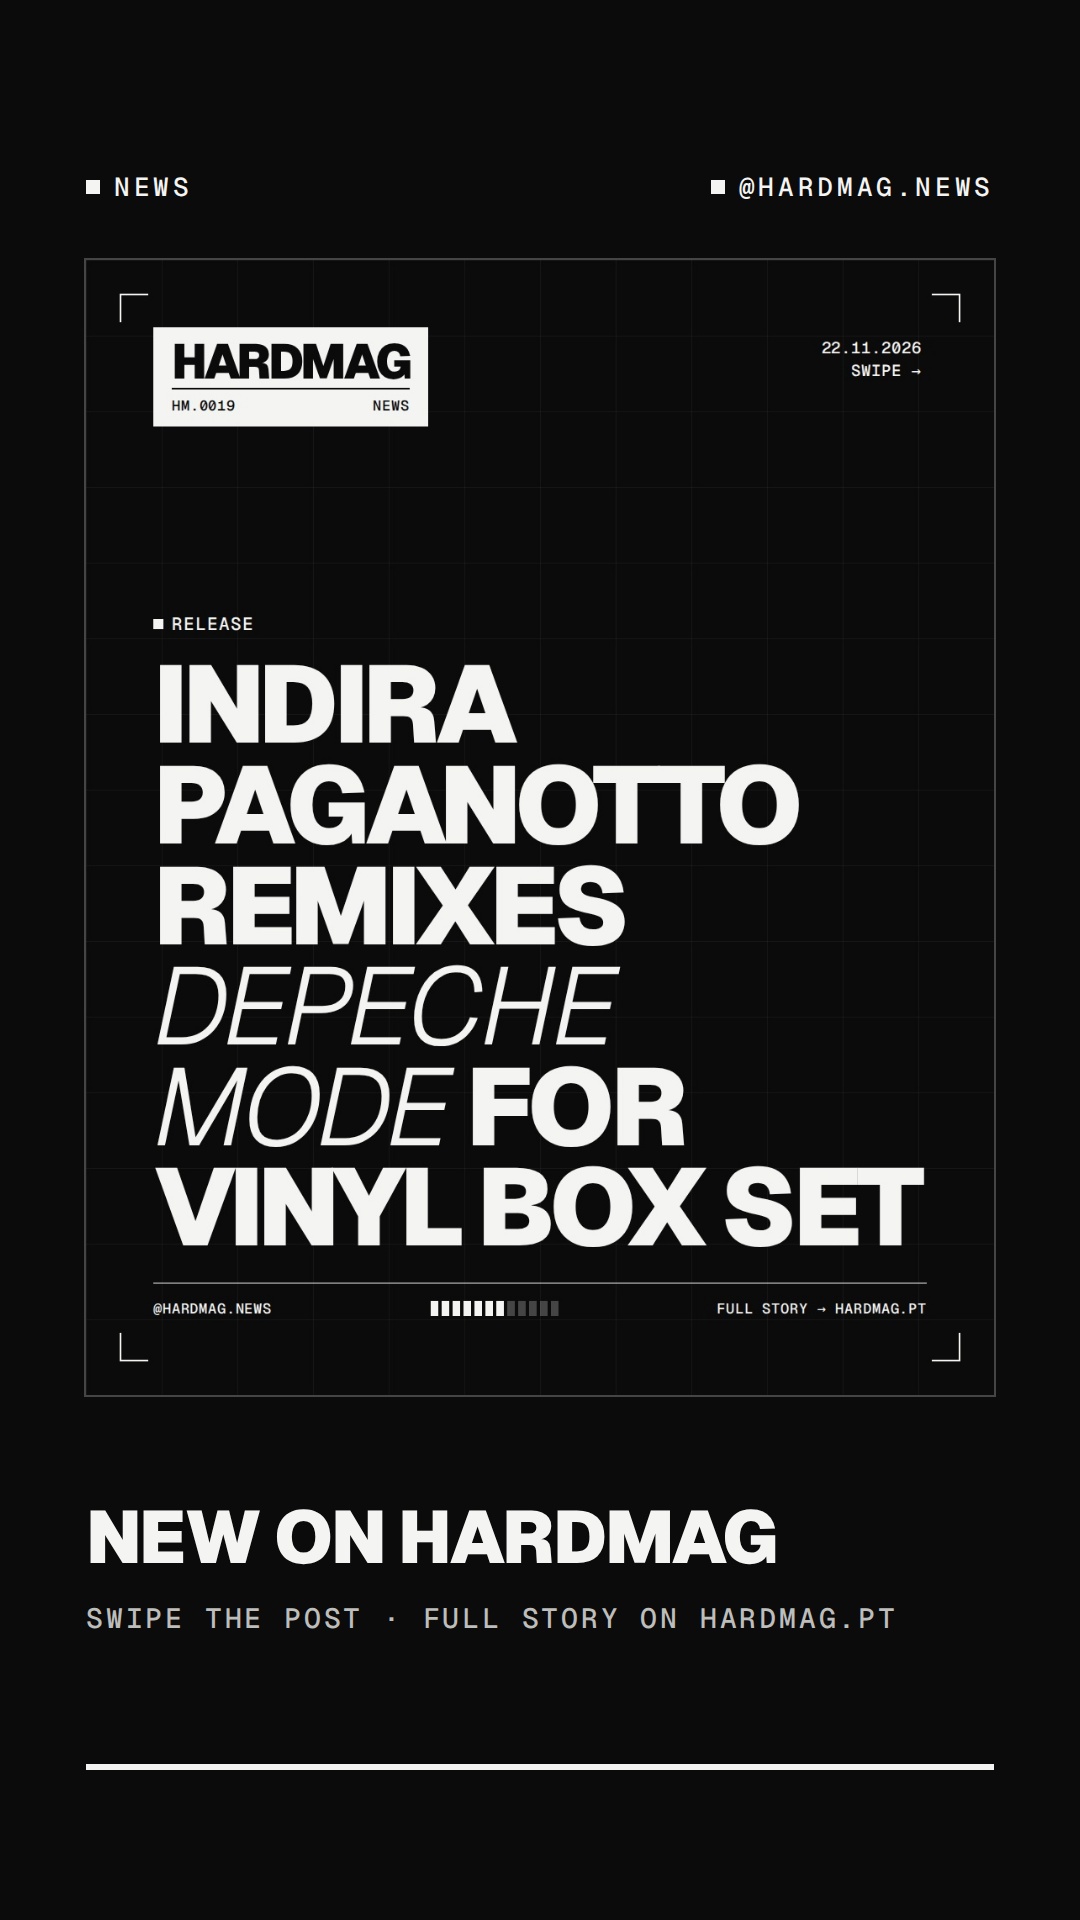 NEWS
@HARDMAG.NEWS
HARDMAG
HM.0019 NEWS
22.11.2026
SWIPE →
RELEASE
INDIRA
PAGANOTTO
REMIXES
DEPECHE
MODE FOR
VINYL BOX SET
@HARDMAG.NEWS
FULL STORY → HARDMAG.PT
NEW ON HARDMAG
SWIPE THE POST · FULL STORY ON HARDMAG.PT